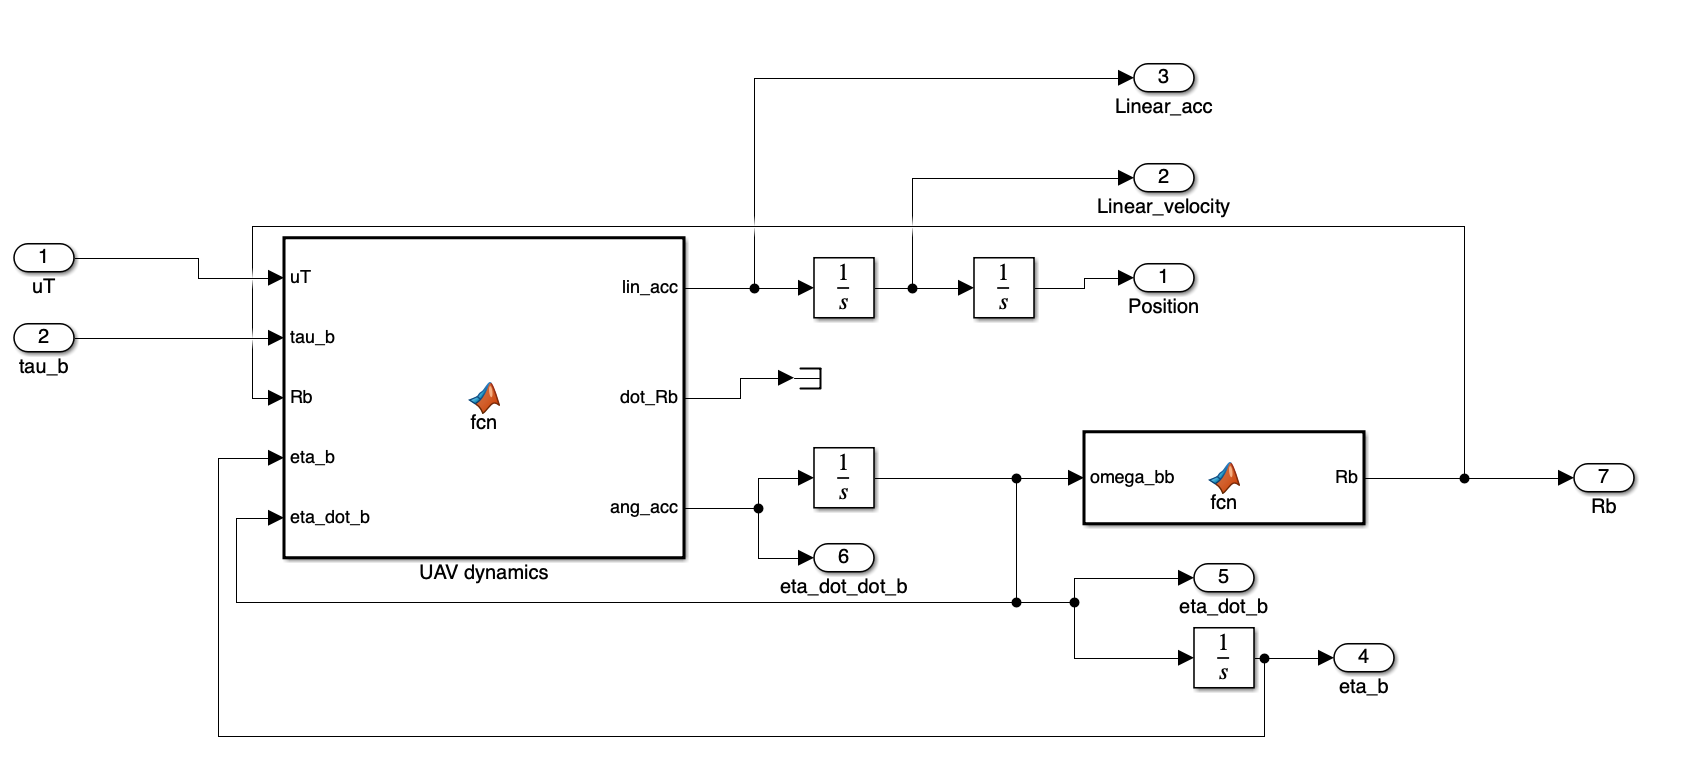 3
Linear_acc
2
Linear_velocity
1
uT
uT
lin_acc
1
s
1
s
1
Position
2
tau_b
tau_b
Rb
dot_Rb
fcn
eta_b
1
s
omega_bb
Rb
fcn
7
Rb
eta_dot_b
ang_acc
UAV dynamics
6
eta_dot_dot_b
5
eta_dot_b
1
s
4
eta_b